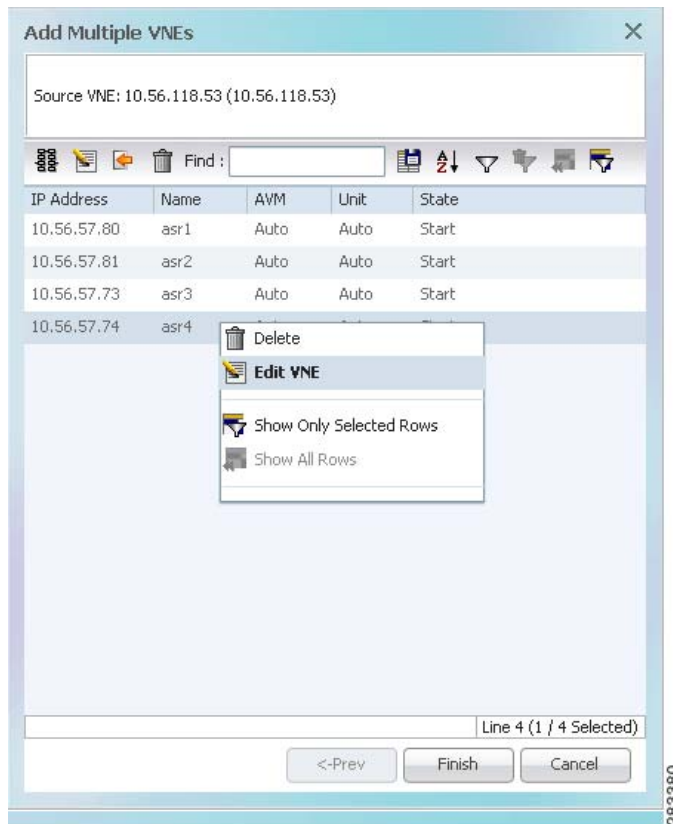 Add Multiple VNEs
Source VNE: 10.56.118.53 (10.56.118.53)
Find :
IP Address Name AVM Unit State
10.56.57.80 asr1 Auto Auto Start
10.56.57.81 asr2 Auto Auto Start
10.56.57.73 asr3 Auto Auto Start
10.56.57.74 asr4
Delete
Edit VNE
Show Only Selected Rows
Show All Rows
Line 4 (1 / 4 Selected)
<-Prev Finish Cancel